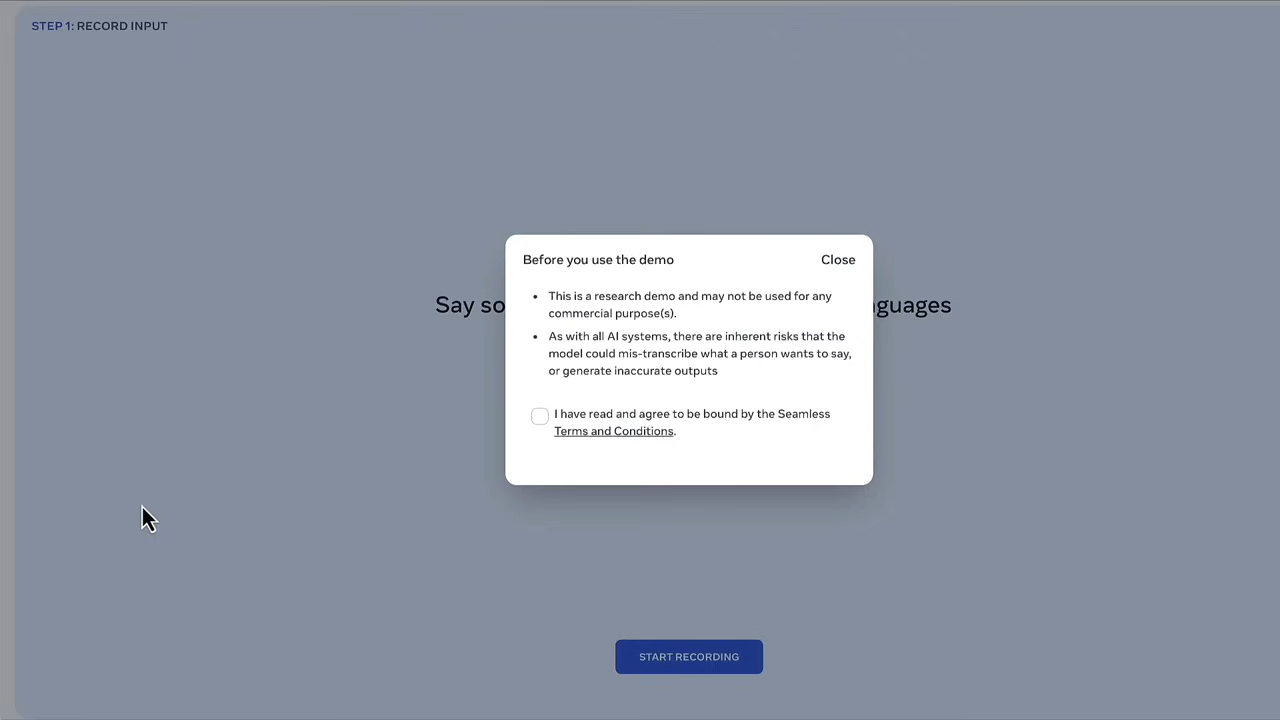 STEP 1: RECORD INPUT
Before you use the demo
Close
• This is a research demo and may not be used for any
commercial purpose(s).
• As with all AI systems, there are inherent risks that the
model could mis-transcribe what a person wants to say,
or generate inaccurate outputs
Say so
guages
I have read and agree to be bound by the Seamless
Terms and Conditions.
START RECORDING